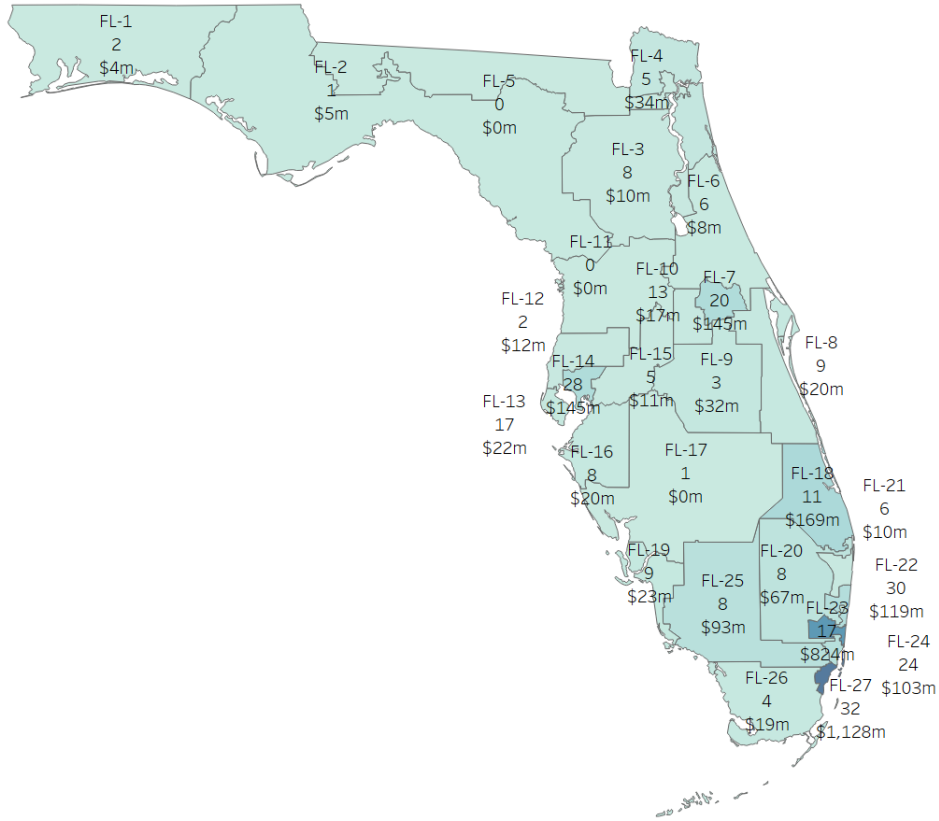 FL-1
2
$4m
FL-2
1
$5m
FL-5
0
$0m
FL-4
5
$34m
FL-3
8
$10m
FL-6
6
$8m
FL-11
0
$0m
FL-10
13
$17m
FL-7
20
$145m
FL-12
2
$12m
FL-8
9
$20m
FL-14
28
$145m
FL-15
5
$11m
FL-9
3
$32m
FL-13
17
$22m
FL-16
8
$20m
FL-17
1
$0m
FL-18
11
$169m
FL-21
6
$10m
FL-19
9
$23m
FL-25
8
$93m
FL-20
8
$67m
FL-22
30
$119m
FL-23
17
$824m
FL-24
24
$103m
FL-26
4
$19m
FL-27
32
$1,128m